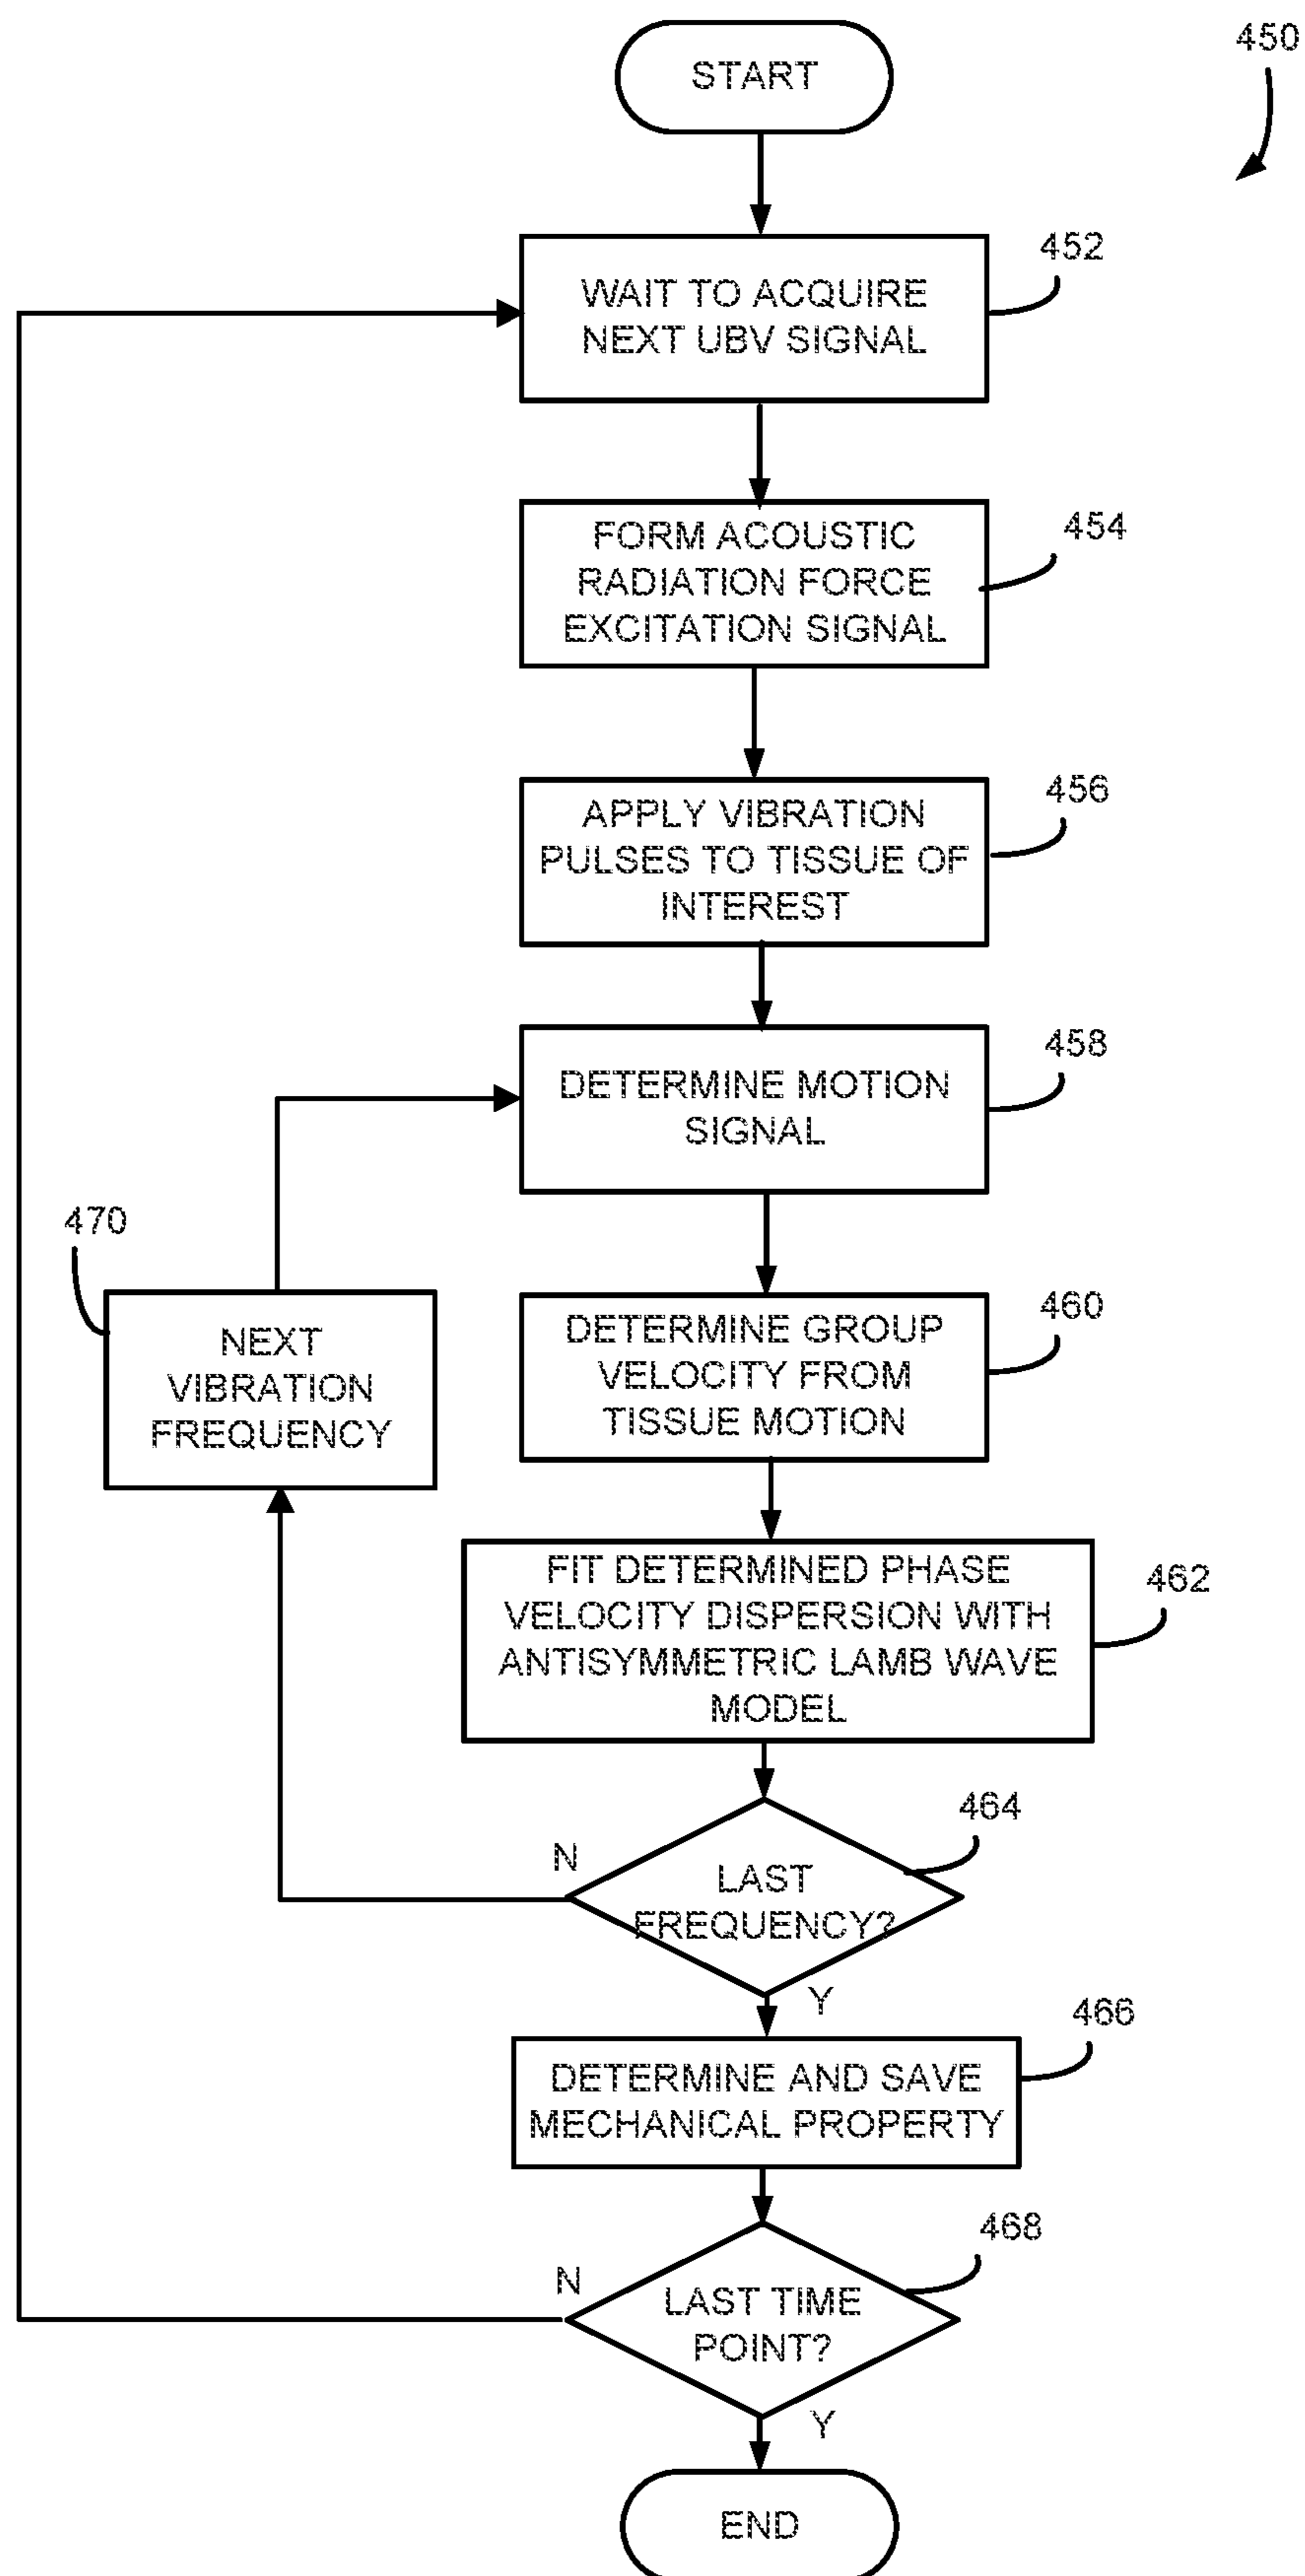 450
START
452
WAIT TO ACQUIRE
NEXT UBV SIGNAL
454
FORM ACOUSTIC
RADIATION FORCE
EXCITATION SIGNAL
456
APPLY VIBRATION
PULSES TO TISSUE OF
INTEREST
458
DETERMINE MOTION
SIGNAL
470
NEXT
VIBRATION
FREQUENCY
460
DETERMINE GROUP
VELOCITY FROM
TISSUE MOTION
462
FIT DETERMINED PHASE
VELOCITY DISPERSION WITH
ANTISYMMETRIC LAMB WAVE
MODEL
464
N
LAST
FREQUENCY?
Y
466
DETERMINE AND SAVE
MECHANICAL PROPERTY
468
N
LAST TIME
POINT?
Y
END